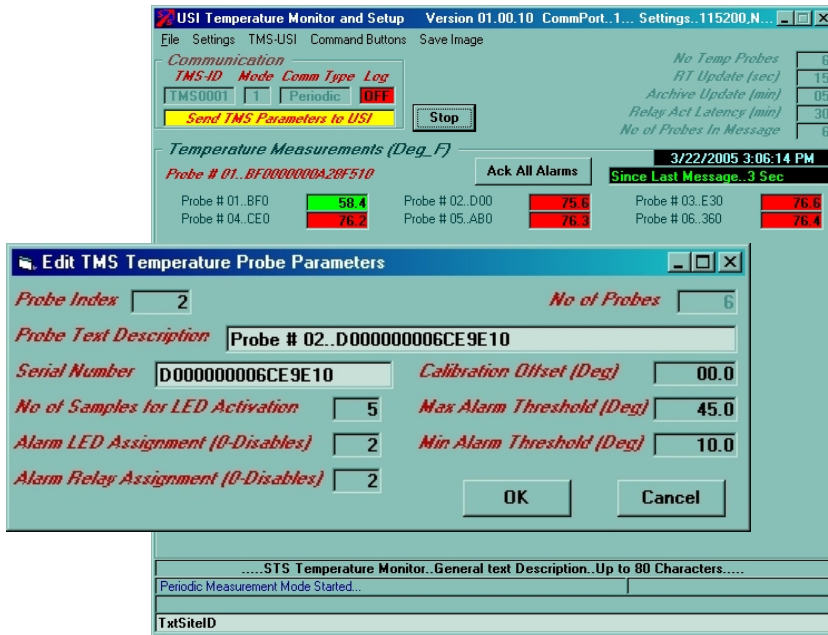 USI Temperature Monitor and Setup Version 01.00.10 CommPort..1... Settings..115200,N...
File Settings TMS-USI Command Buttons Save Image
Communication
TMS-ID Mode Comm Type Log
TMS0001 1 Periodic OFF
Send TMS Parameters to USI
Stop
No Temp Probes 6
RT Update (sec) 15
Archive Update (min) 05
Relay Act Latency (min) 30
No of Probes In Message 6
Temperature Measurements (Deg_F)
3/22/2005 3:06:14 PM
Probe # 01..BF0000000A28F510
Ack All Alarms
Since Last Message..3 Sec
Probe # 01..BF0 58.4 Probe # 02..D00 75.6 Probe # 03..E30 76.6
Probe # 04..CE0 76.2 Probe # 05..AB0 76.3 Probe # 06..360 76.4
Edit TMS Temperature Probe Parameters
Probe Index 2 No of Probes 6
Probe Text Description Probe # 02..D000000006CE9E10
Serial Number D000000006CE9E10 Calibration Offset (Deg) 00.0
No of Samples for LED Activation 5 Max Alarm Threshold (Deg) 45.0
Alarm LED Assignment (0-Disables) 2 Min Alarm Threshold (Deg) 10.0
Alarm Relay Assignment (0-Disables) 2
OK Cancel
.....STS Temperature Monitor..General text Description..Up to 80 Characters.....
Periodic Measurement Mode Started...
TxtSiteID